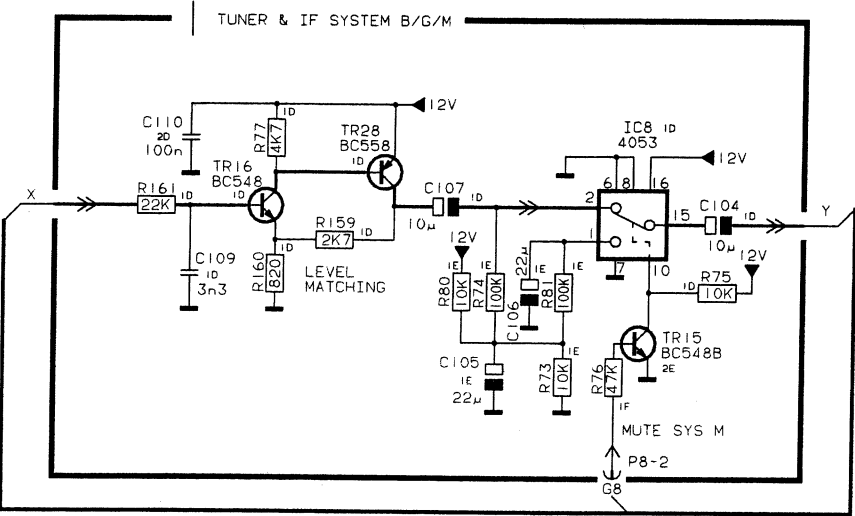 TUNER & IF SYSTEM B/G/M
12V
C110
2D
100n
R77
4K7
1D
TR28
BC558
1D
IC8 1D
4053
12V
6 8 16
X
R161
22K
1D
TR16
BC548
1D
C107
1D
10µ
2
15
C104
1D
10µ
Y
R159
2K7
1D
1D
12V
22µ
1E
1
7
10
12V
C109
1D
3n3
R160
820
LEVEL
MATCHING
R80
10K
1E
R74
100K
1E
C106
R81
100K
1E
1D
R75
10K
TR15
BC548B
2E
C105
1E
22µ
R73
10K
1E
R76
47K
1F
MUTE SYS M
P8-2
G8